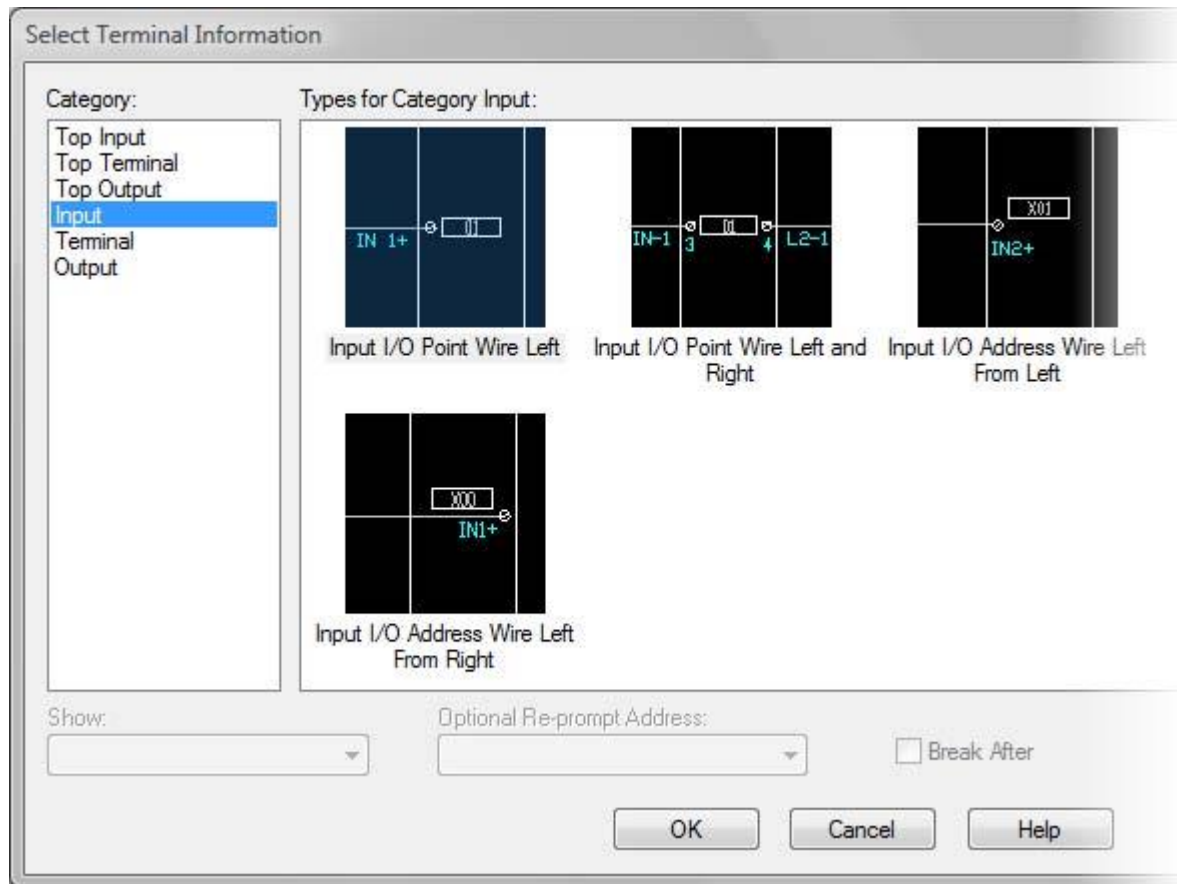 Select Terminal Information
Category:
Types for Category Input:
Top Input
Top Terminal
Top Output
Input
Terminal
Output
IN 1+
01
Input I/O Point Wire Left
IN-1
3
01
4
L2-1
Input I/O Point Wire Left and
Right
X01
IN2+
Input I/O Address Wire Left
From Left
X00
IN1+
Input I/O Address Wire Left
From Right
Show:
Optional Re-prompt Address:
Break After
OK
Cancel
Help